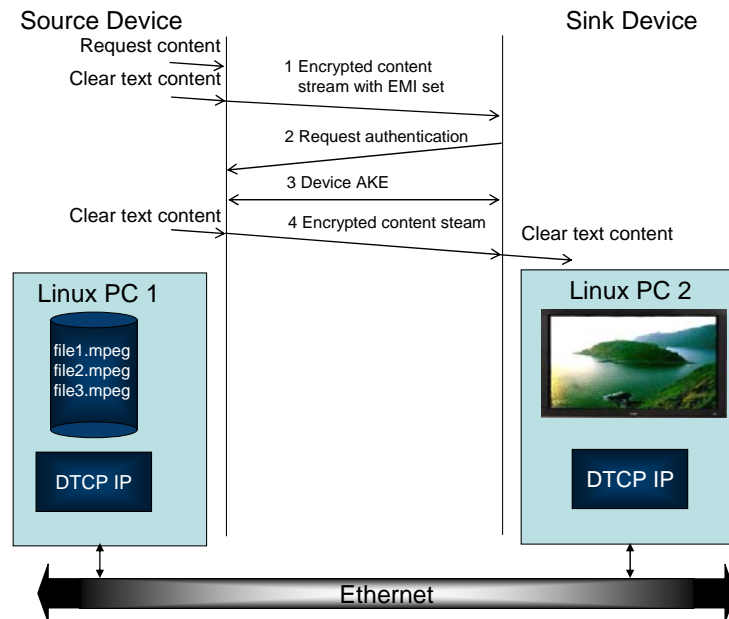 Source Device
Sink Device
Request content
Clear text content
1 Encrypted content
stream with EMI set
2 Request authentication
3 Device AKE
Clear text content
4 Encrypted content steam
Clear text content
Linux PC 1
file1.mpeg
file2.mpeg
file3.mpeg
DTCP IP
Linux PC 2
DTCP IP
Ethernet